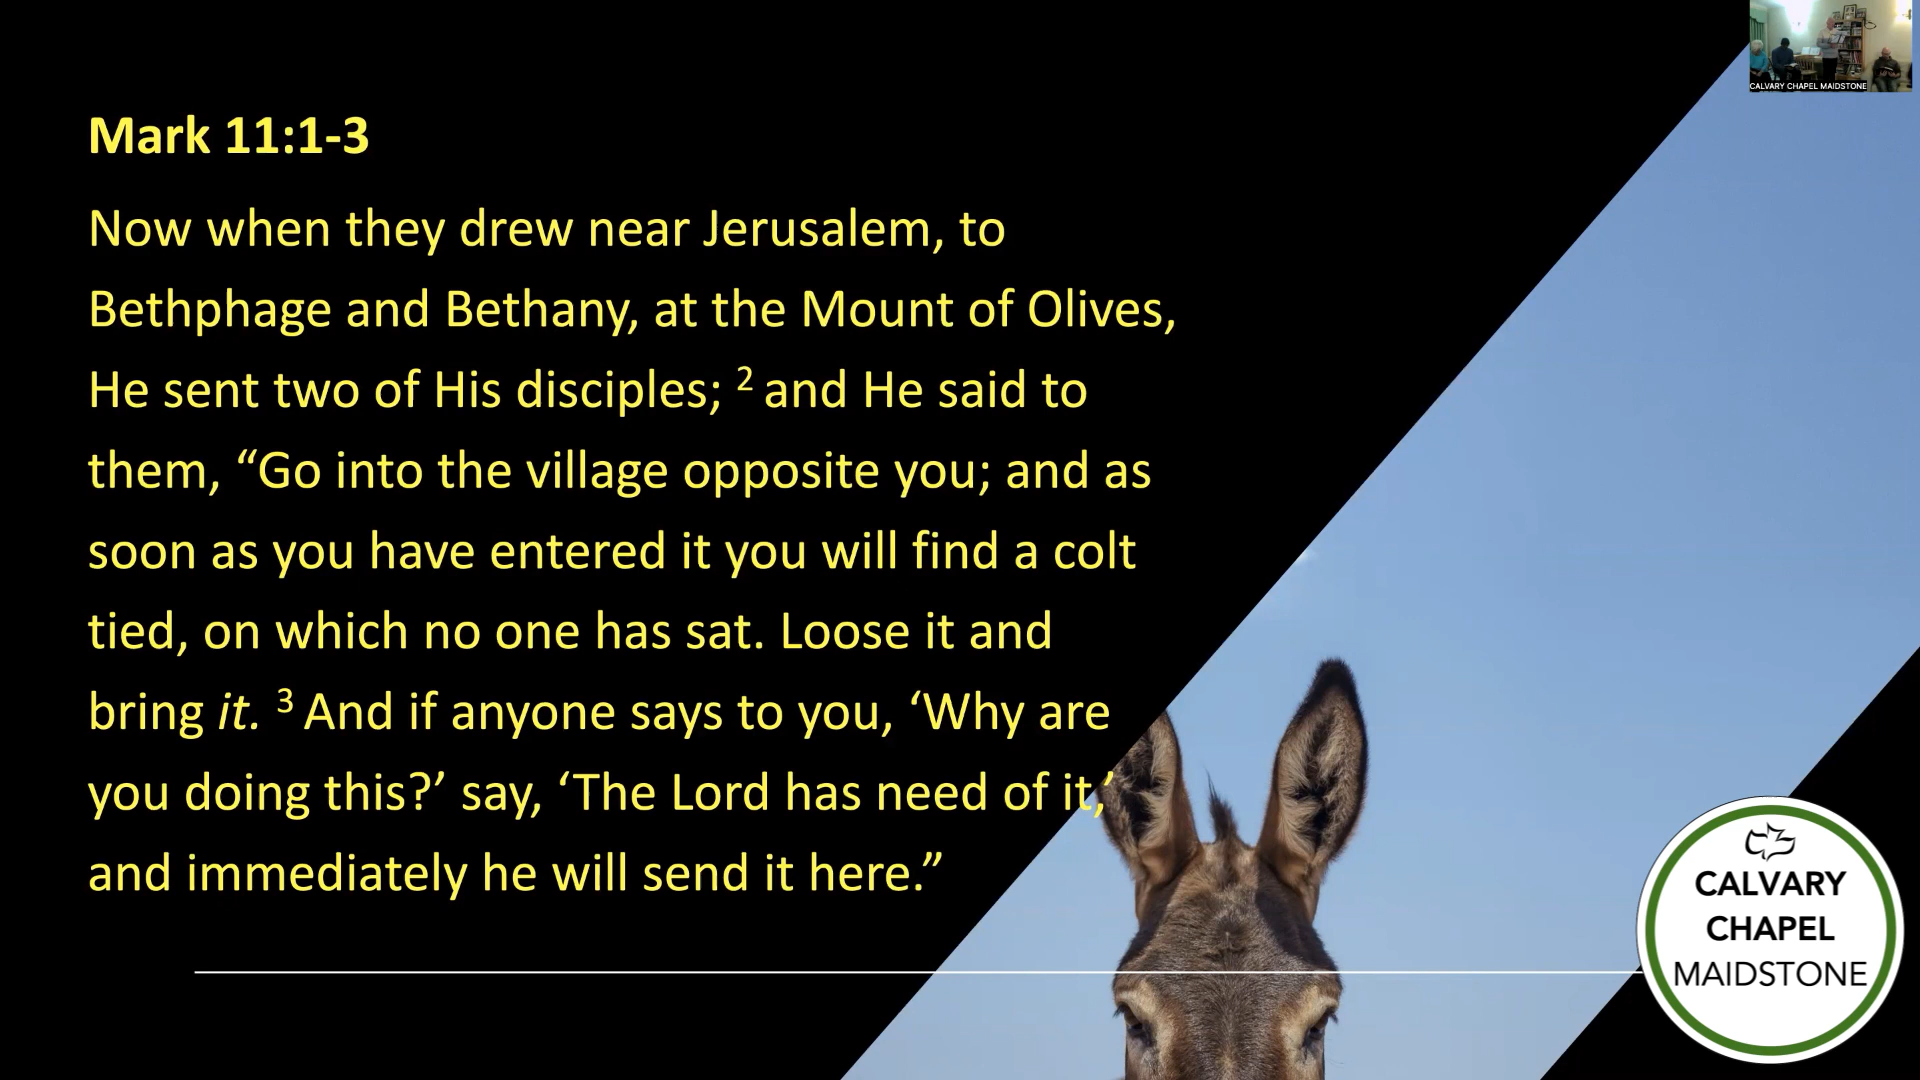 CALVARY CHAPEL MAIDSTONE
Mark 11:1-3
Now when they drew near Jerusalem, to
Bethphage and Bethany, at the Mount of Olives,
He sent two of His disciples; 2 and He said to
them, “Go into the village opposite you; and as
soon as you have entered it you will find a colt
tied, on which no one has sat. Loose it and
bring it. 3 And if anyone says to you, ‘Why are
you doing this?’ say, ‘The Lord has need of it,’
and immediately he will send it here.”
CALVARY
CHAPEL
MAIDSTONE